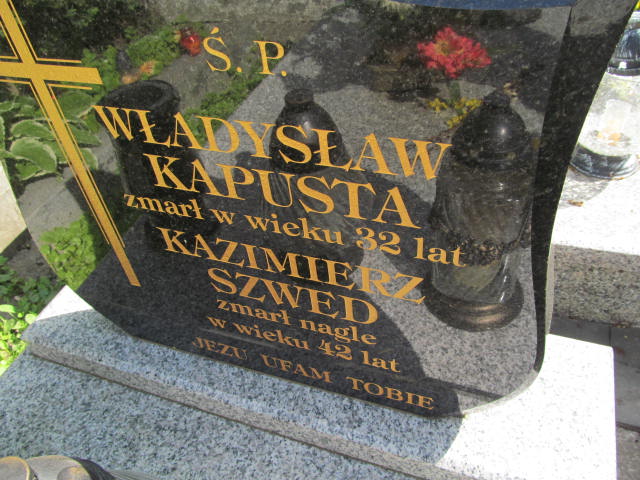 Ś. P.
WŁADYSŁAW
KAPUSTA
zmarł w wieku 32 lat
KAZIMIERZ
SZWED
zmarł nagle
w wieku 42 lat
JEZU UFAM TOBIE